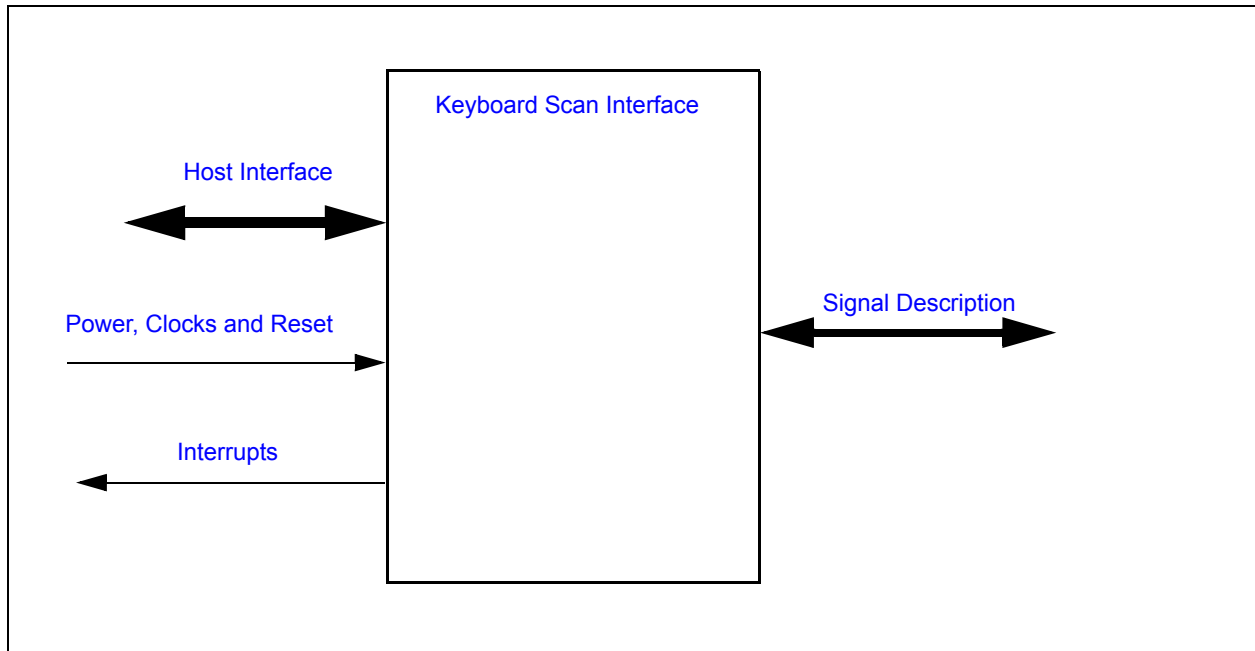 Keyboard Scan Interface
Host Interface
Signal Description
Power, Clocks and Reset
Interrupts